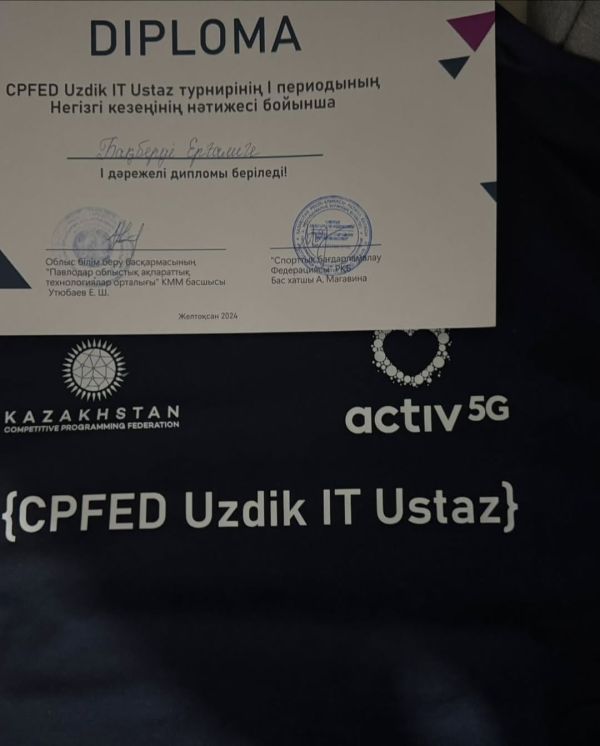 DIPLOMA
CPFED Uzdik IT Ustaz турнирінің I периодының
Негізгі кезеңінің нәтижесі бойынша
Бақберді Ерғалиге
I дәрежелі дипломы беріледі!
Облыс білім беру басқармасының
"Павлодар облыстық ақпараттық
технологиялар орталығы" КММ басшысы
Утюбаев Е. Ш.
"Спорттық бағдарламалау
Федерациясы" РҚБ
Бас хатшы А. Магавина
Желтоқсан 2024
KAZAKHSTAN
COMPETITIVE PROGRAMMING FEDERATION
activ 5G
{CPFED Uzdik IT Ustaz}